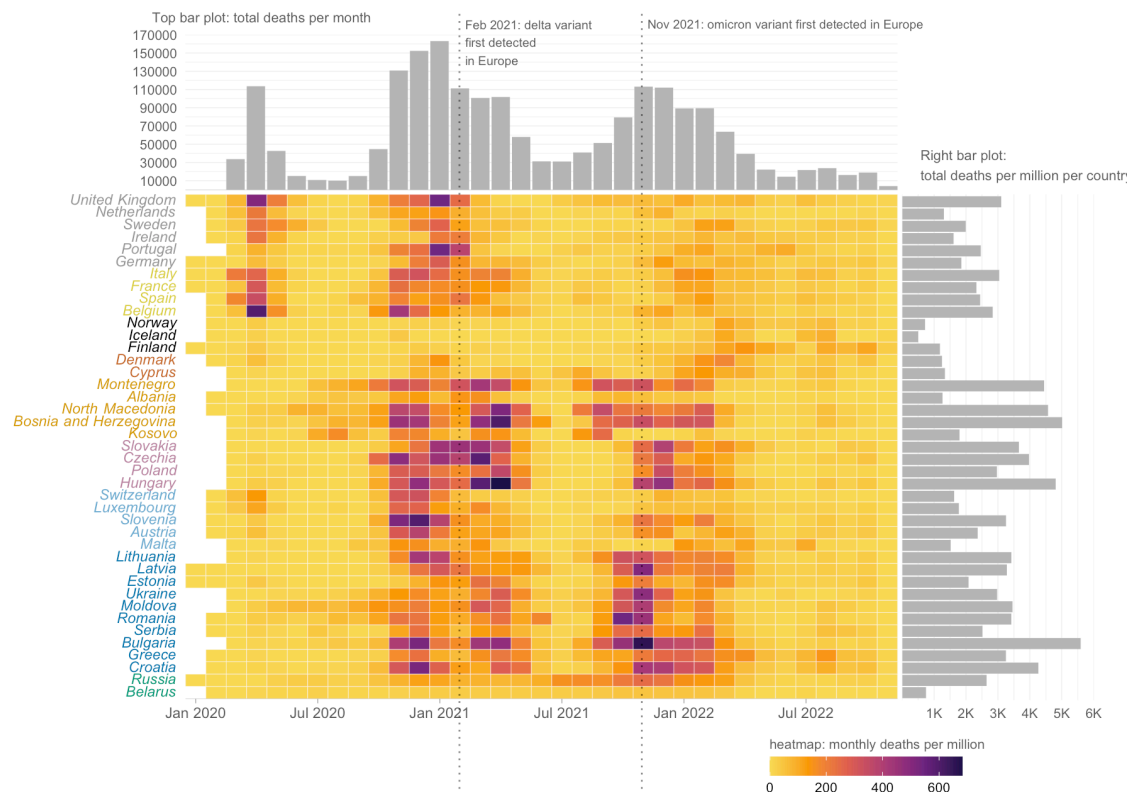 Top bar plot: total deaths per month
Feb 2021: delta variant
first detected
in Europe
Nov 2021: omicron variant first detected in Europe
170000
150000
130000
110000
90000
70000
50000
30000
10000
Right bar plot:
total deaths per million per country
United Kingdom
Netherlands
Sweden
Ireland
Portugal
Germany
Italy
France
Spain
Belgium
Norway
Iceland
Finland
Denmark
Cyprus
Montenegro
Albania
North Macedonia
Bosnia and Herzegovina
Kosovo
Slovakia
Czechia
Poland
Hungary
Switzerland
Luxembourg
Slovenia
Austria
Malta
Lithuania
Latvia
Estonia
Ukraine
Moldova
Romania
Serbia
Bulgaria
Greece
Croatia
Russia
Belarus
Jan 2020 Jul 2020 Jan 2021 Jul 2021 Jan 2022 Jul 2022
1K 2K 3K 4K 5K 6K
heatmap: monthly deaths per million
0 200 400 600